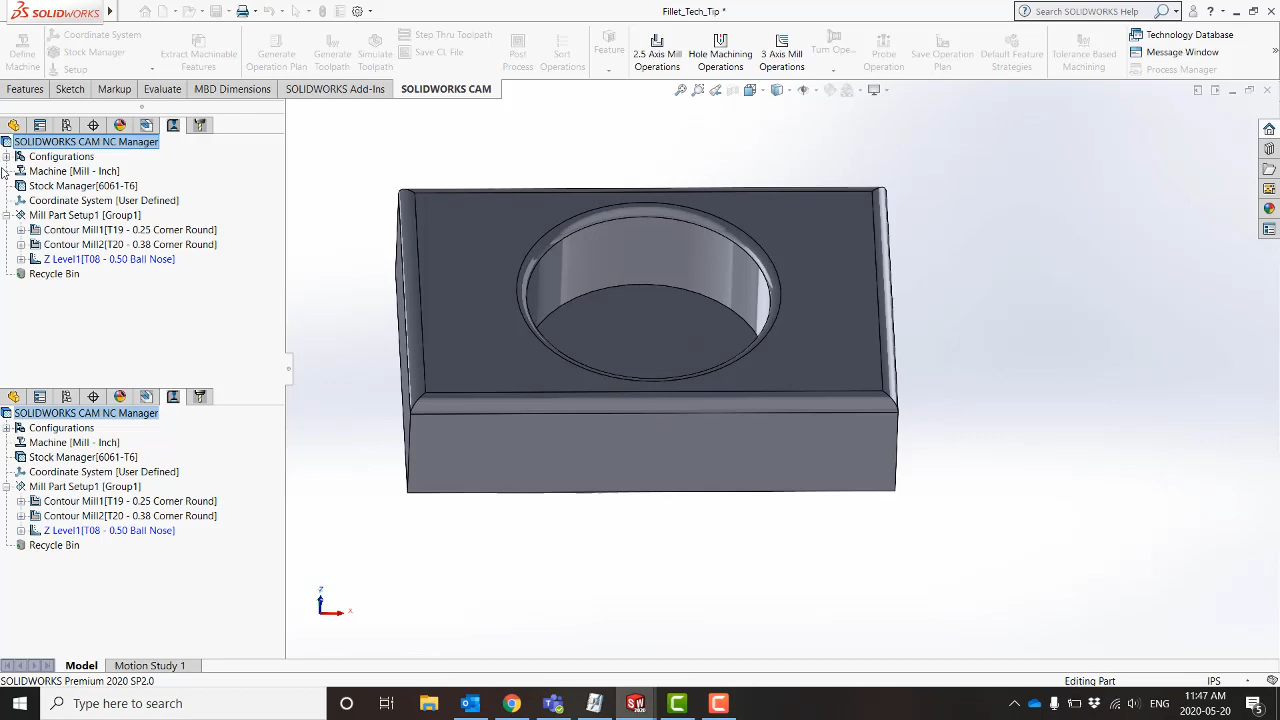 SOLIDWORKS
Fillet_Tech_Tip *
Search SOLIDWORKS Help
Define Machine
Coordinate System
Stock Manager
Setup
Extract Machinable Features
Generate Operation Plan
Generate Toolpath
Simulate Toolpath
Step Thru Toolpath
Save CL File
Post Process
Sort Operations
Feature
2.5 Axis Mill Operations
Hole Machining Operations
3 Axis Mill Operations
Turn Ope...
Probe Operation
Save Operation Plan
Default Feature Strategies
Tolerance Based Machining
Technology Database
Message Window
Process Manager
Features
Sketch
Markup
Evaluate
MBD Dimensions
SOLIDWORKS Add-Ins
SOLIDWORKS CAM
SOLIDWORKS CAM NC Manager
Configurations
Machine [Mill - Inch]
Stock Manager[6061-T6]
Coordinate System [User Defined]
Mill Part Setup1 [Group1]
Contour Mill1[T19 - 0.25 Corner Round]
Contour Mill2[T20 - 0.38 Corner Round]
Z Level1[T08 - 0.50 Ball Nose]
Recycle Bin
SOLIDWORKS CAM NC Manager
Configurations
Machine [Mill - Inch]
Stock Manager[6061-T6]
Coordinate System [User Defined]
Mill Part Setup1 [Group1]
Contour Mill1[T19 - 0.25 Corner Round]
Contour Mill2[T20 - 0.38 Corner Round]
Z Level1[T08 - 0.50 Ball Nose]
Recycle Bin
Z
X
Model
Motion Study 1
SOLIDWORKS Premium 2020 SP2.0
Editing Part
IPS
Type here to search
SW 2020
ENG
11:47 AM
2020-05-20